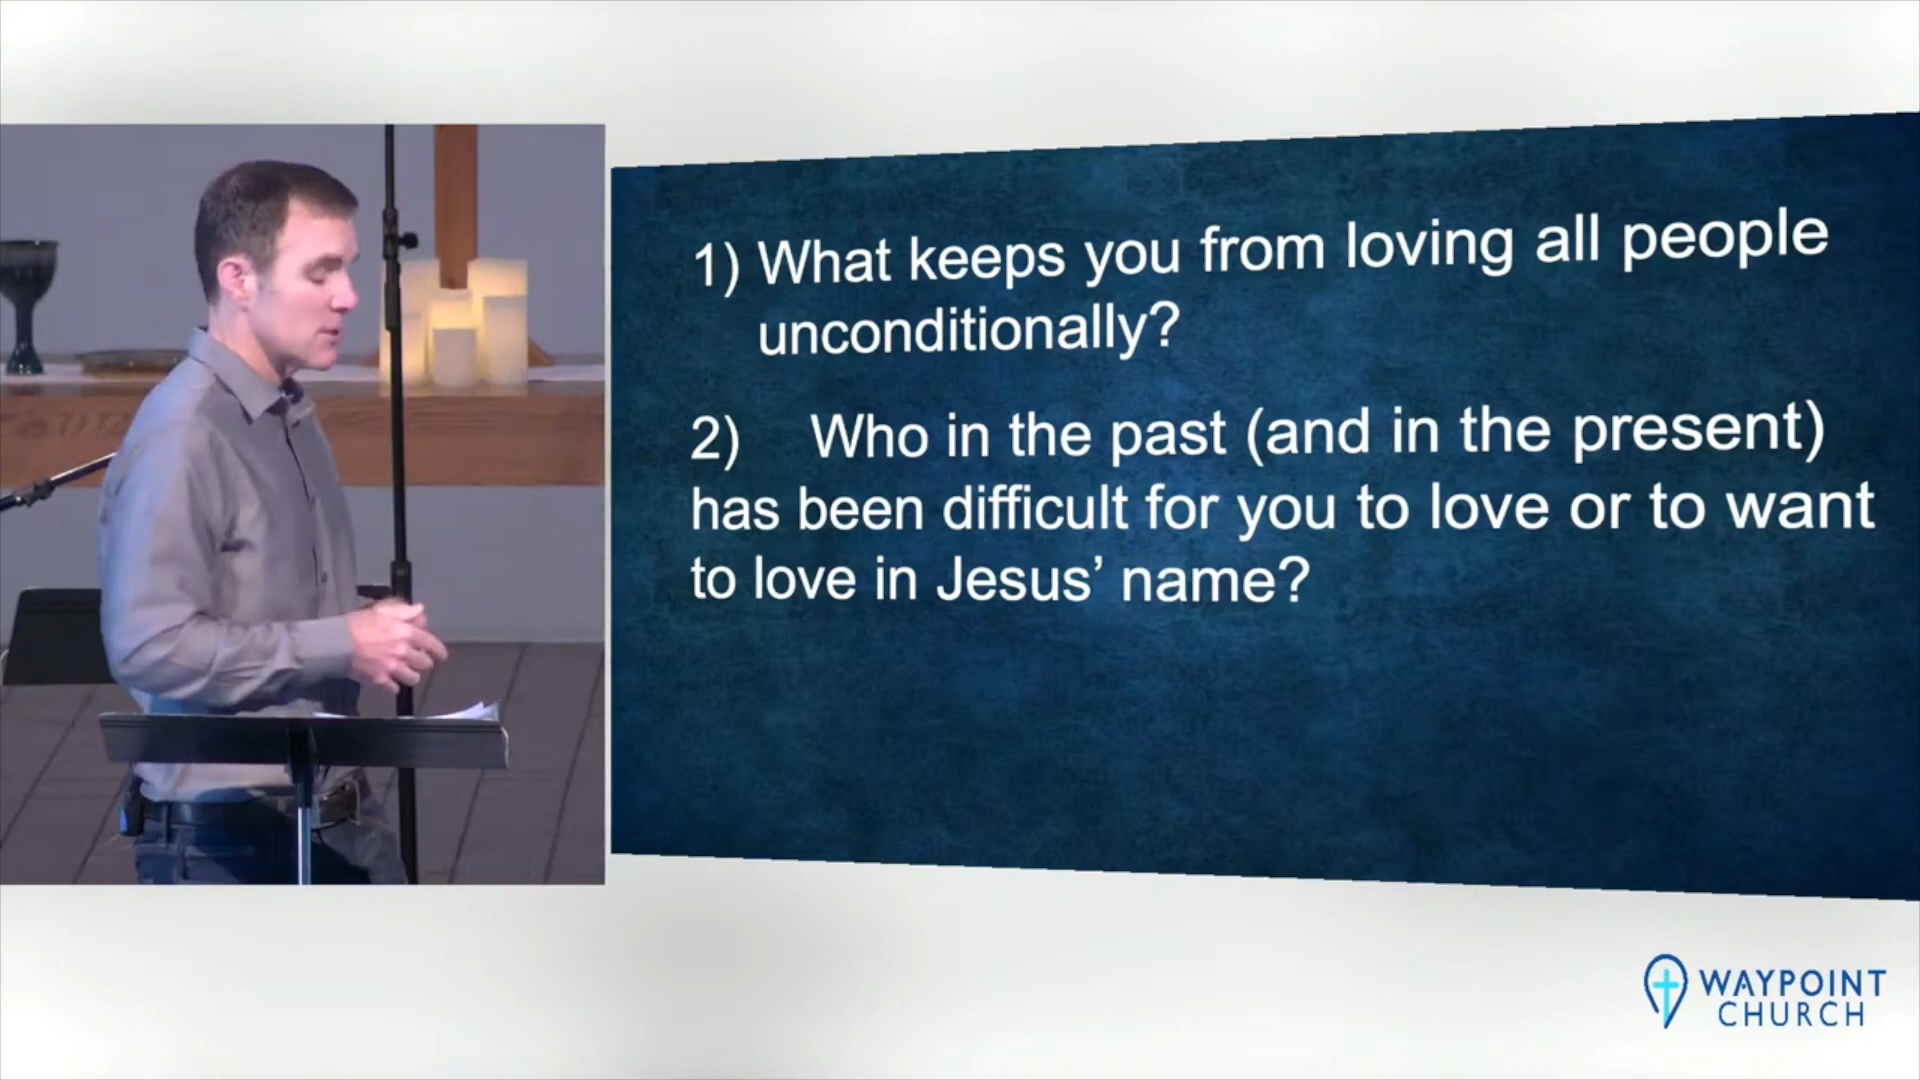 1) What keeps you from loving all people
unconditionally?
2) Who in the past (and in the present)
has been difficult for you to love or to want
to love in Jesus’ name?
WAYPOINT
CHURCH